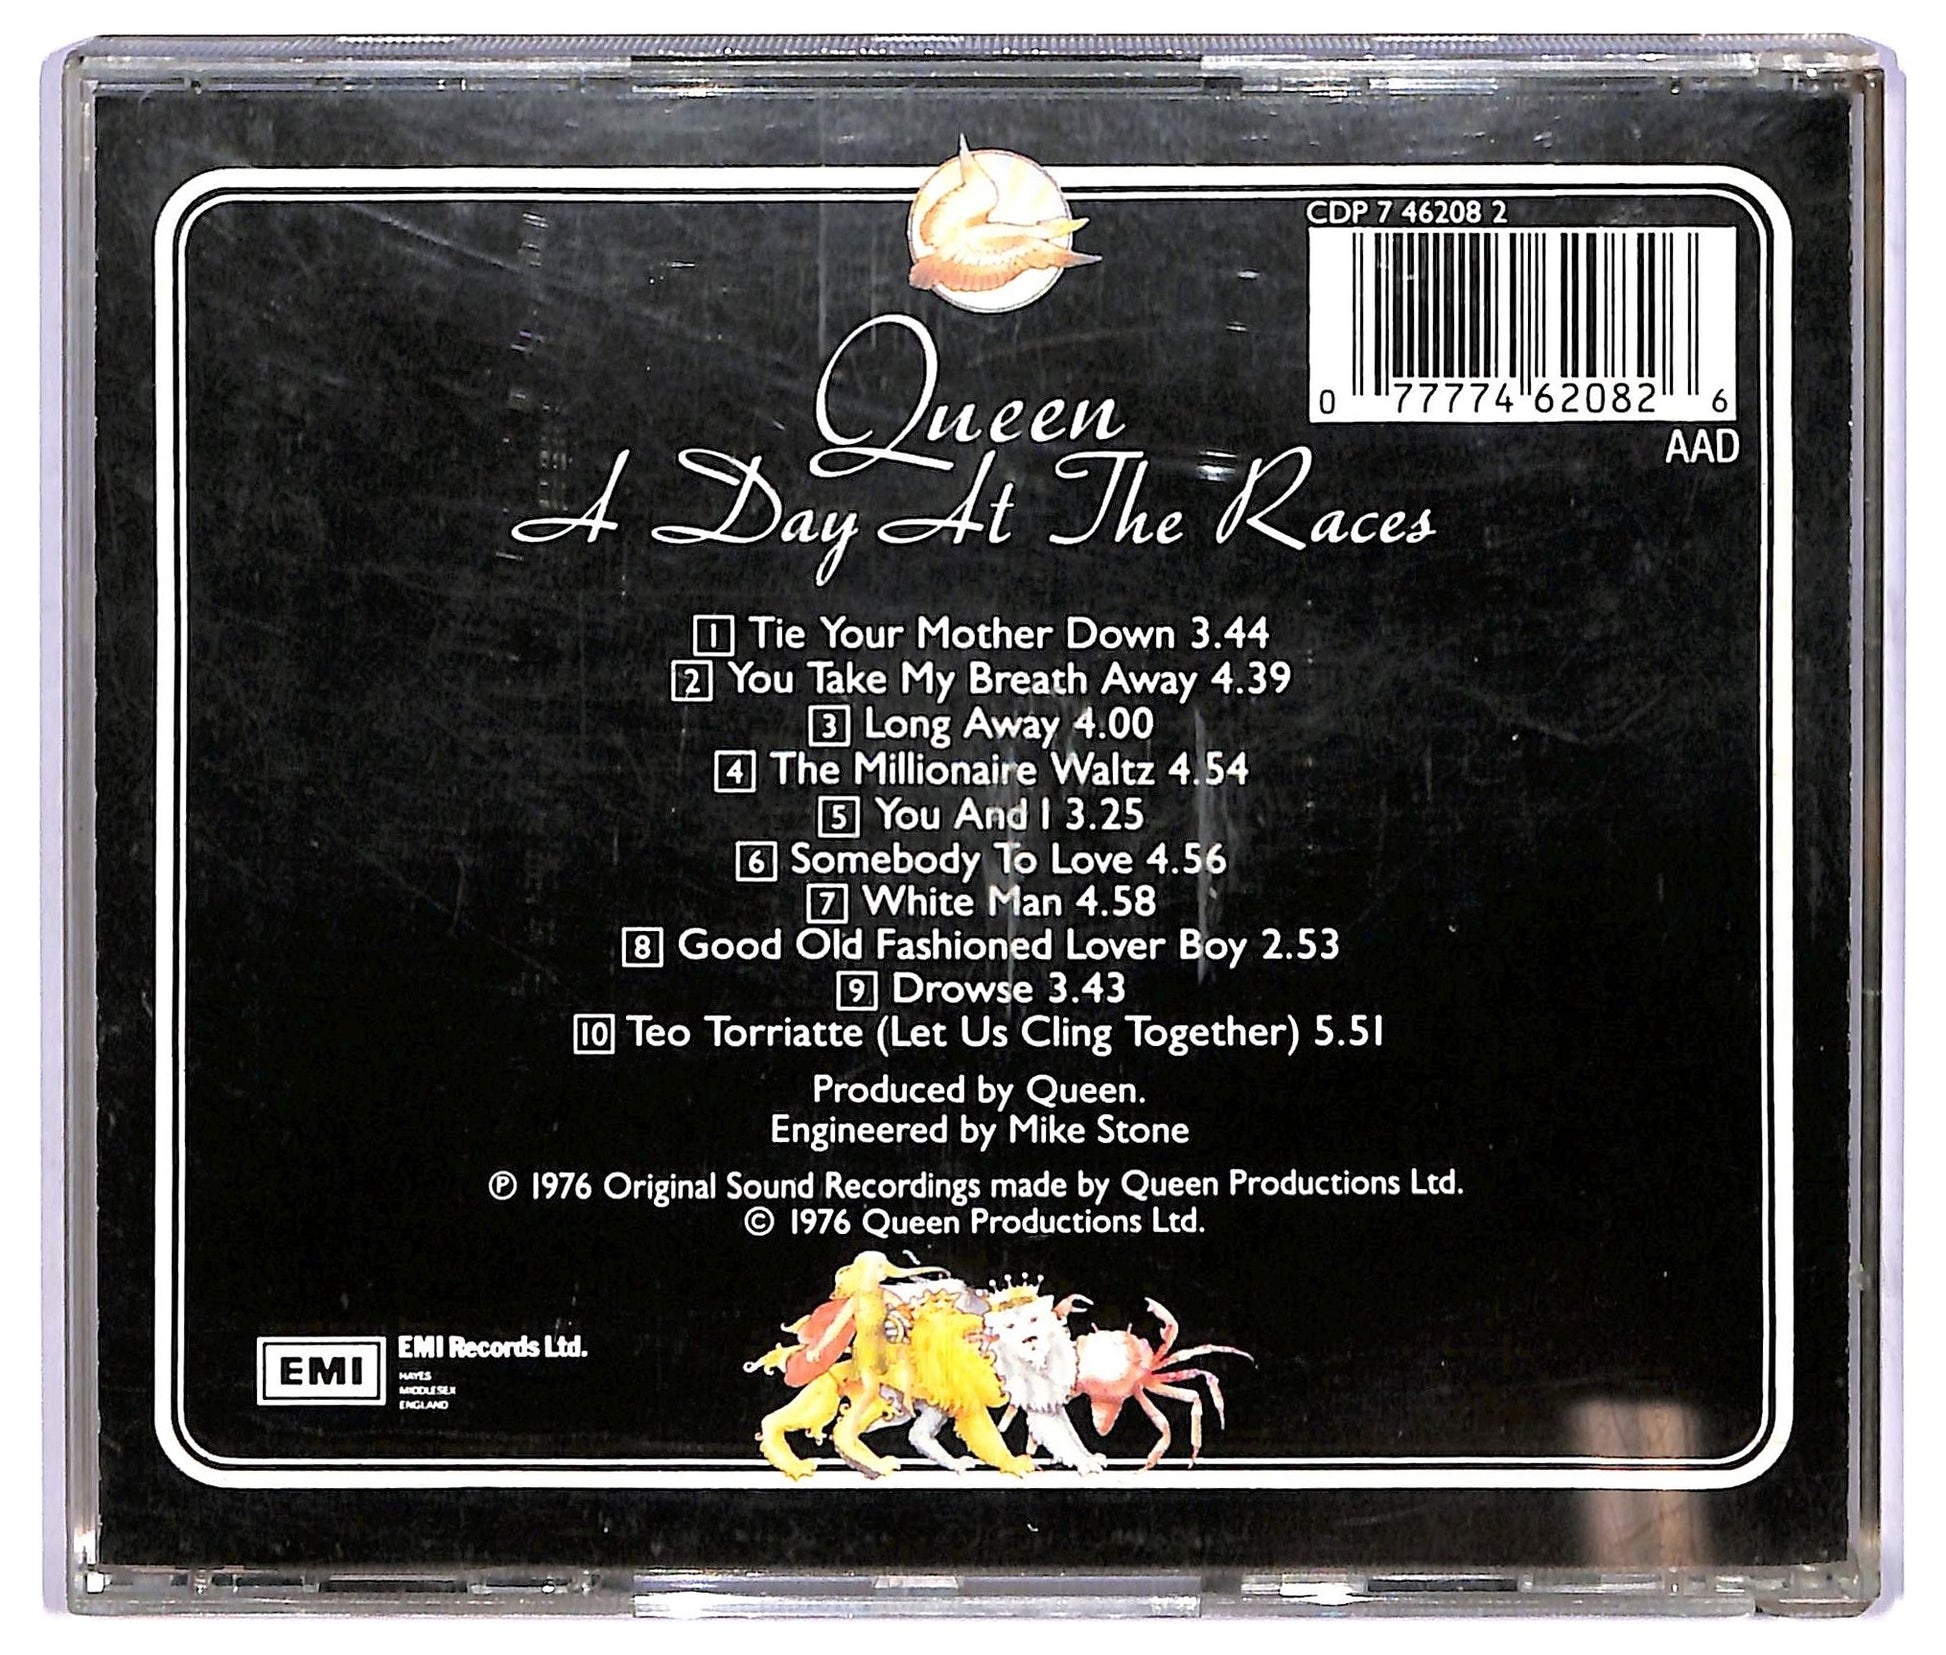 CDP 7 46208 2
0 77774 62082 6
AAD
Queen
A Day At The Races
1 Tie Your Mother Down 3.44
2 You Take My Breath Away 4.39
3 Long Away 4.00
4 The Millionaire Waltz 4.54
5 You And I 3.25
6 Somebody To Love 4.56
7 White Man 4.58
8 Good Old Fashioned Lover Boy 2.53
9 Drowse 3.43
10 Teo Torriatte (Let Us Cling Together) 5.51
Produced by Queen.
Engineered by Mike Stone
℗ 1976 Original Sound Recordings made by Queen Productions Ltd.
© 1976 Queen Productions Ltd.
EMI
EMI Records Ltd.
HAYES
MIDDLESEX
ENGLAND